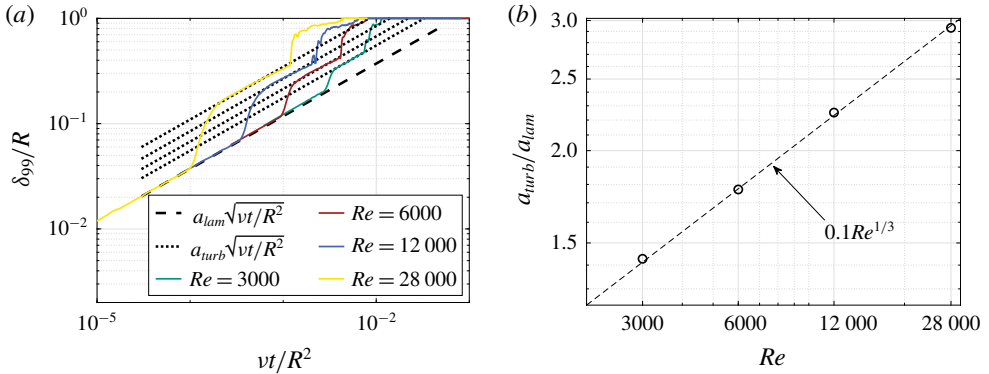 (a)
10⁰
10⁻¹
10⁻²
δ₉₉/R
a_lam√νt/R²
a_turb√νt/R²
Re = 3000
Re = 6000
Re = 12 000
Re = 28 000
10⁻⁵
10⁻²
νt/R²
(b)
3.0
2.5
2.0
1.5
a_turb/a_lam
0.1Re^1/3
3000
6000
12 000
28 000
Re